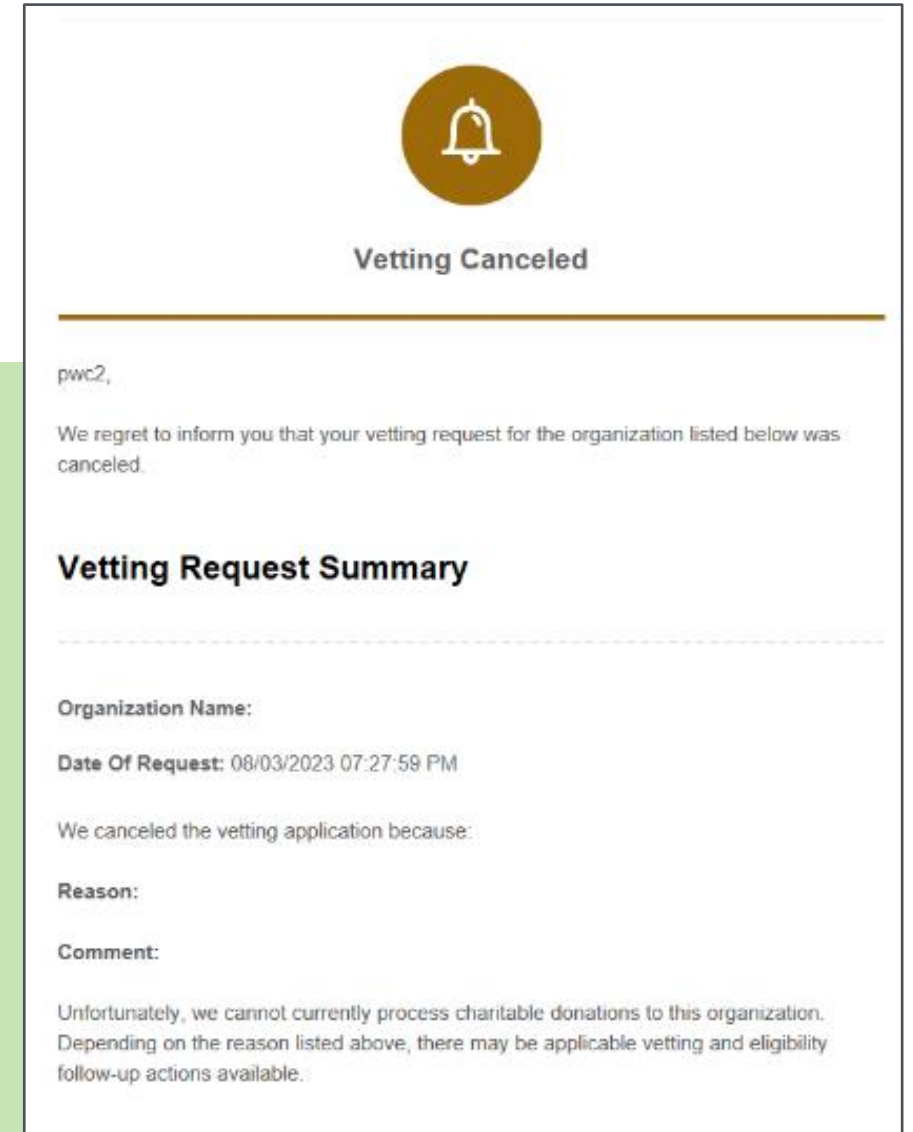 Vetting Canceled
pwc2,
We regret to inform you that your vetting request for the organization listed below was
canceled.
Vetting Request Summary
Organization Name:
Date Of Request: 08/03/2023 07:27:59 PM
We canceled the vetting application because:
Reason:
Comment:
Unfortunately, we cannot currently process charitable donations to this organization.
Depending on the reason listed above, there may be applicable vetting and eligibility
follow-up actions available.